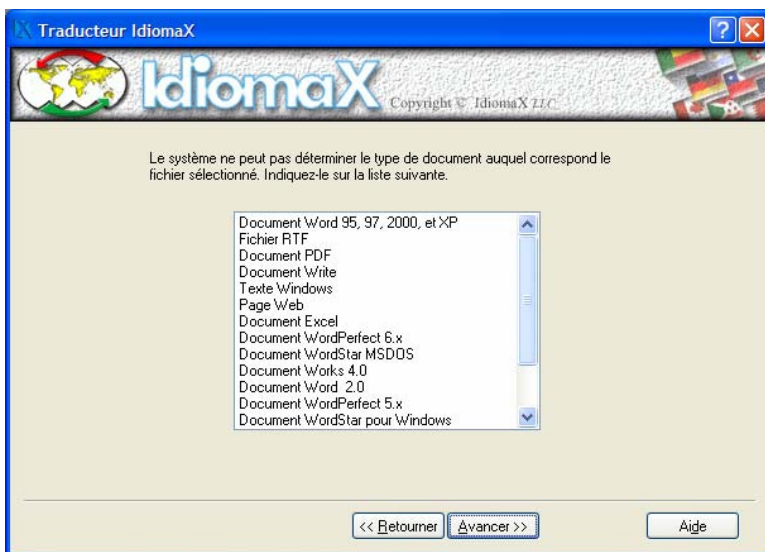 Traducteur IdiomaX
IdiomaX
Copyright © IdiomaX LLC
Le système ne peut pas déterminer le type de document auquel correspond le
fichier sélectionné. Indiquez-le sur la liste suivante.
Document Word 95, 97, 2000, et XP
Fichier RTF
Document PDF
Document Write
Texte Windows
Page Web
Document Excel
Document WordPerfect 6.x
Document WordStar MSDOS
Document Works 4.0
Document Word 2.0
Document WordPerfect 5.x
Document WordStar pour Windows
<< Retourner
Avancer >>
Aide